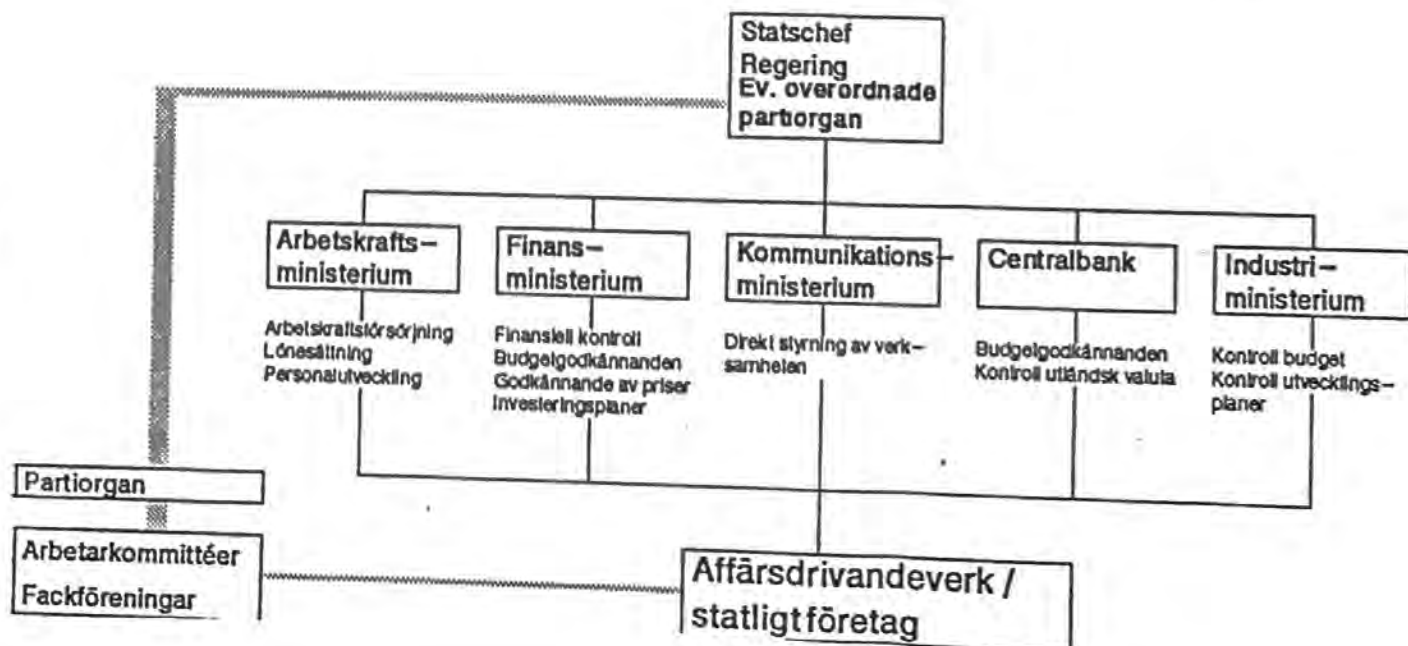 Statschef
Regering
Ev. overordnade
partiorgan
Arbetskrafts–
ministerium
Finans–
ministerium
Kommunikations–
ministerium
Centralbank
Industri–
ministerium
Arbetskraftsförsörjning
Lönesättning
Personalutveckling
Finansiell kontroll
Budgetgodkännanden
Godkännande av priser
Investeringsplaner
Direkt styrning av verk–
samheten
Budgetgodkännanden
Kontroll utländsk valuta
Kontroll budget
Kontroll utvecklings–
planer
Partiorgan
Arbetarkommittéer
Fackföreningar
Affärsdrivandeverk /
statligt företag